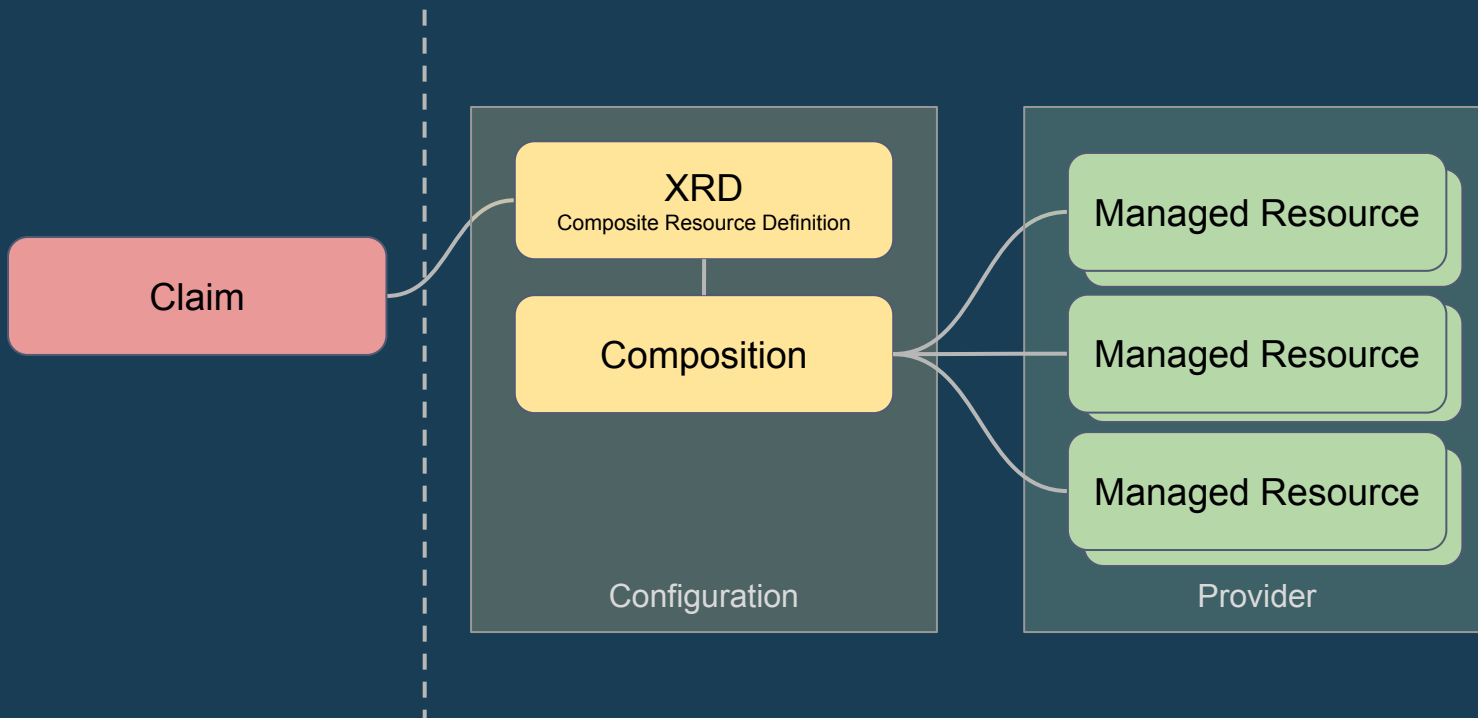 Claim
XRD
Composite Resource Definition
Composition
Configuration
Managed Resource
Managed Resource
Managed Resource
Provider